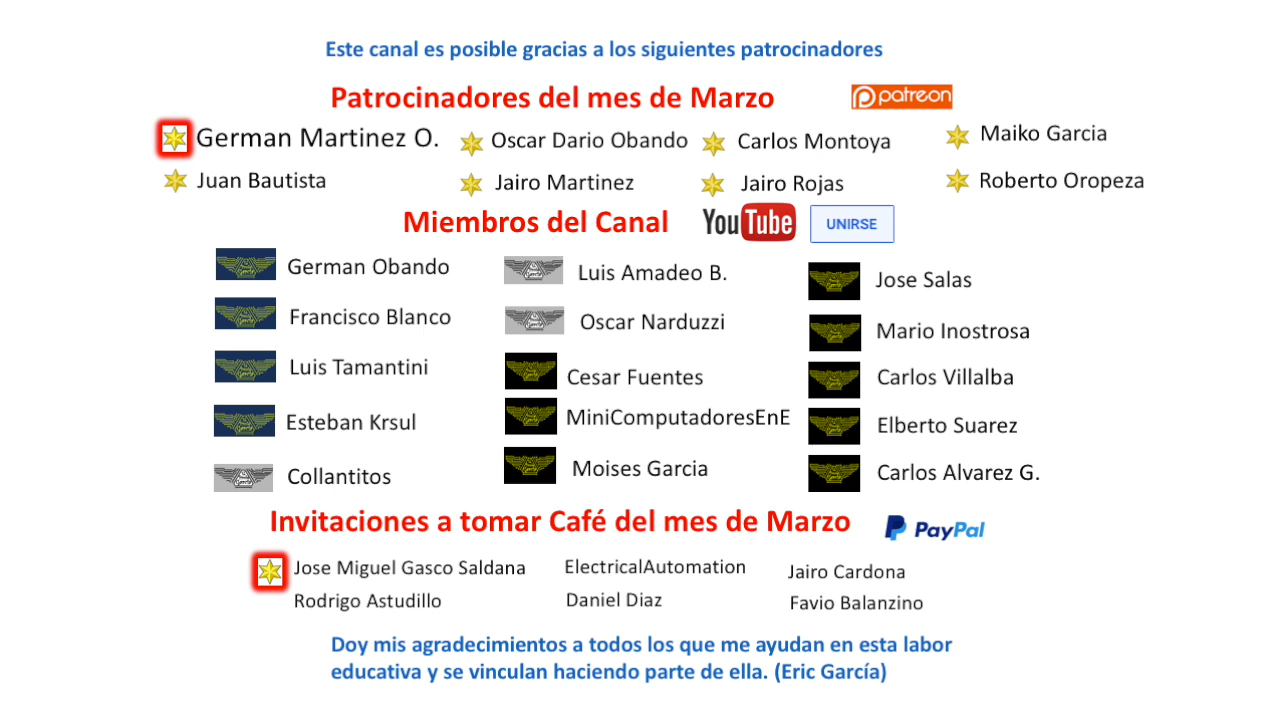 Este canal es posible gracias a los siguientes patrocinadores
Patrocinadores del mes de Marzo patreon
German Martinez O. Oscar Dario Obando Carlos Montoya Maiko Garcia
Juan Bautista Jairo Martinez Jairo Rojas Roberto Oropeza
Miembros del Canal YouTube UNIRSE
German Obando Luis Amadeo B. Jose Salas
Francisco Blanco Oscar Narduzzi Mario Inostrosa
Luis Tamantini Cesar Fuentes Carlos Villalba
Esteban Krsul MiniComputadoresEnE Elberto Suarez
Collantitos Moises Garcia Carlos Alvarez G.
Invitaciones a tomar Café del mes de Marzo PayPal
Jose Miguel Gasco Saldana ElectricalAutomation Jairo Cardona
Rodrigo Astudillo Daniel Diaz Favio Balanzino
Doy mis agradecimientos a todos los que me ayudan en esta labor
educativa y se vinculan haciendo parte de ella. (Eric García)